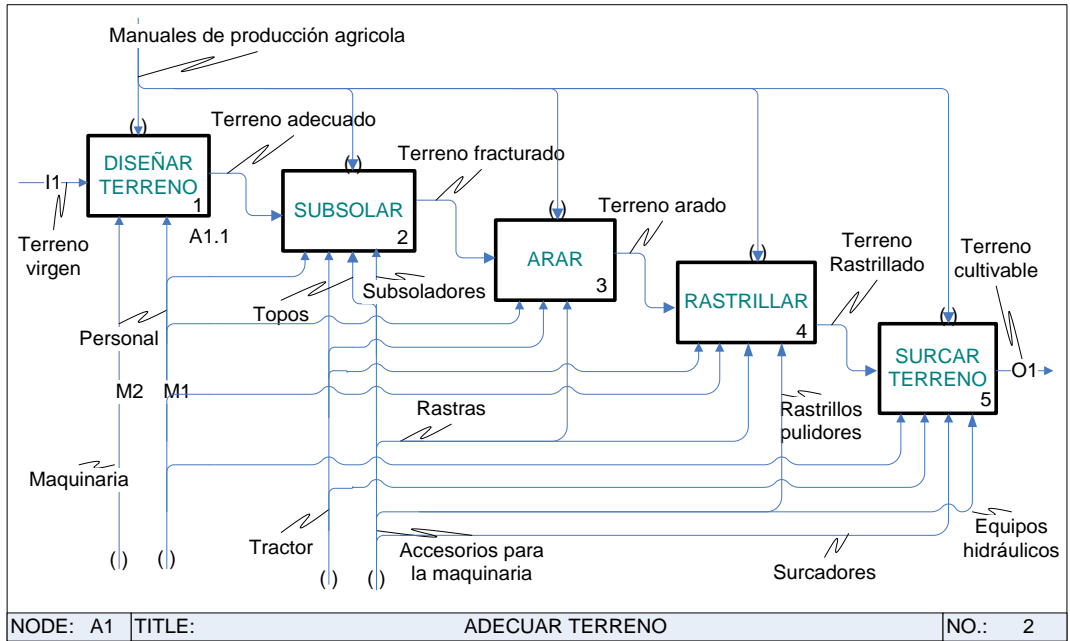 Manuales de producción agricola
()
()
()
()
()
Terreno adecuado
DISEÑAR
TERRENO
1
A1.1
I1
Terreno
virgen
Terreno fracturado
SUBSOLAR
2
Terreno arado
ARAR
3
Terreno
Rastrillado
RASTRILLAR
4
Terreno
cultivable
SURCAR
TERRENO
5
O1
Topos
Subsoladores
Personal
M2
M1
Rastras
Rastrillos
pulidores
Maquinaria
Tractor
Accesorios para
la maquinaria
Surcadores
Equipos
hidráulicos
()
()
()
()
NODE: A1
TITLE:
ADECUAR TERRENO
NO.: 2